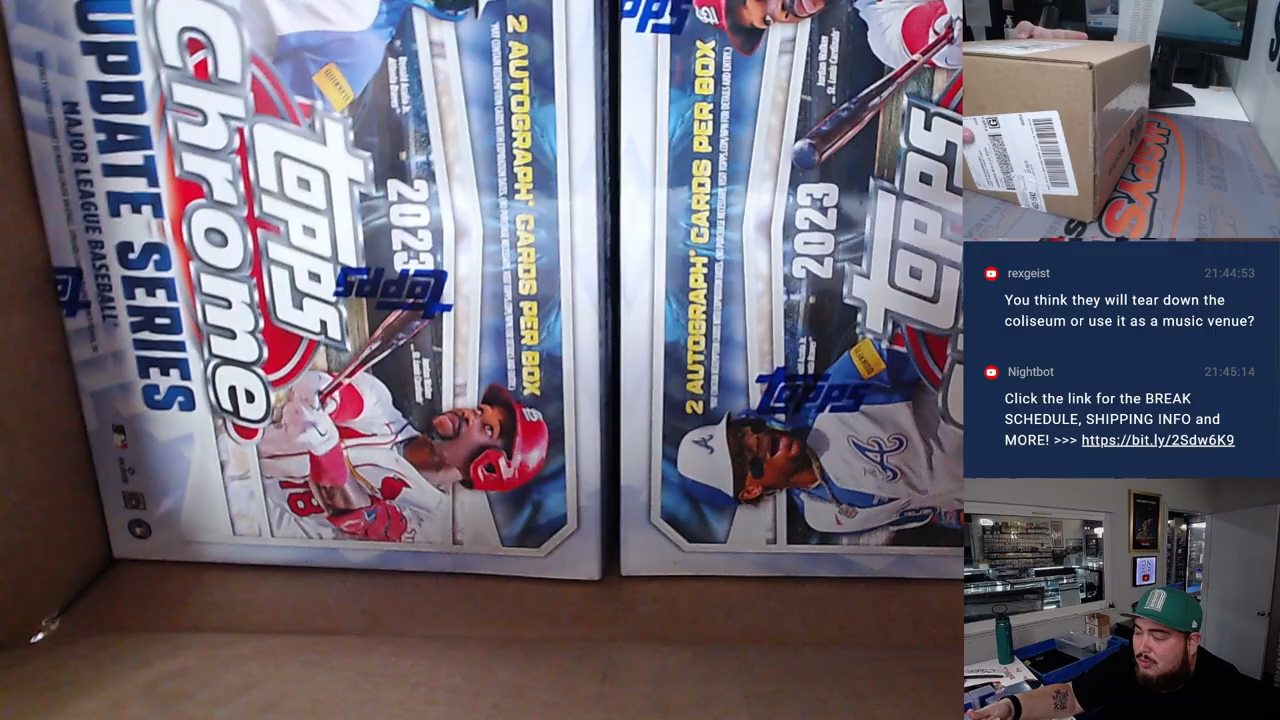 UPDATE SERIES
MAJOR LEAGUE BASEBALL
Chrome
topps
2023
2 AUTOGRAPH CARDS PER BOX
18
topps
topps
2 AUTOGRAPH CARDS PER BOX
2023
topps
topps
A
A
JASPY'S
rexgeist 21:44:53
You think they will tear down the
coliseum or use it as a music venue?
Nightbot 21:45:14
Click the link for the BREAK
SCHEDULE, SHIPPING INFO and
MORE! >>> https://bit.ly/2Sdw6K9